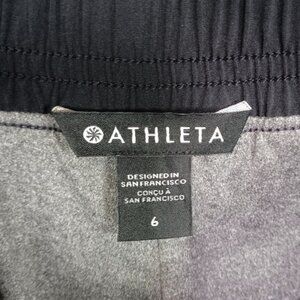 ATHLETA
DESIGNED IN
SAN FRANCISCO
CONÇU À
SAN FRANCISCO
6